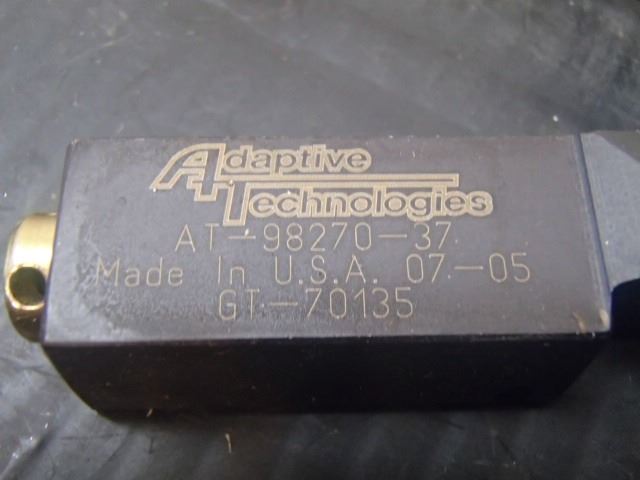 Adaptive
Technologies
AT-98270-37
Made In U.S.A. 07-05
GT-70135